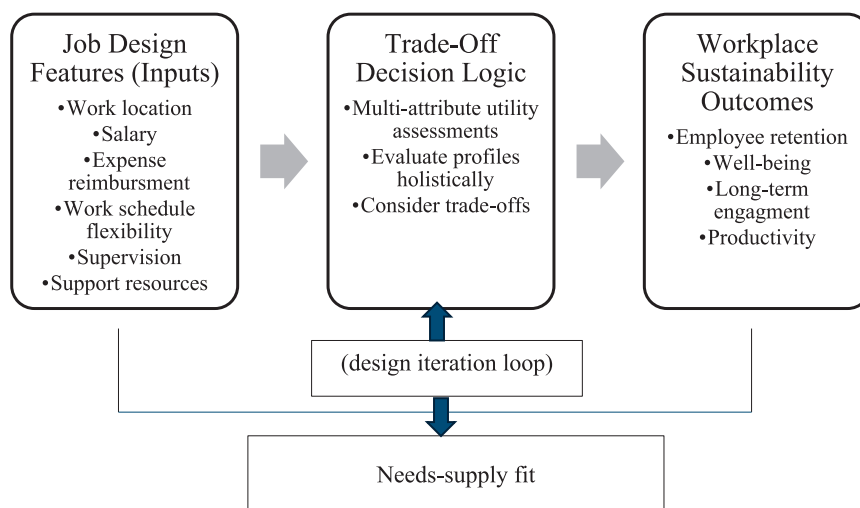 Job Design
Features (Inputs)
•Work location
•Salary
•Expense
reimbursment
•Work schedule
flexibility
•Supervision
•Support resources
Trade-Off
Decision Logic
•Multi-attribute utility
assessments
•Evaluate profiles
holistically
•Consider trade-offs
Workplace
Sustainability
Outcomes
•Employee retention
•Well-being
•Long-term
engagment
•Productivity
(design iteration loop)
Needs-supply fit